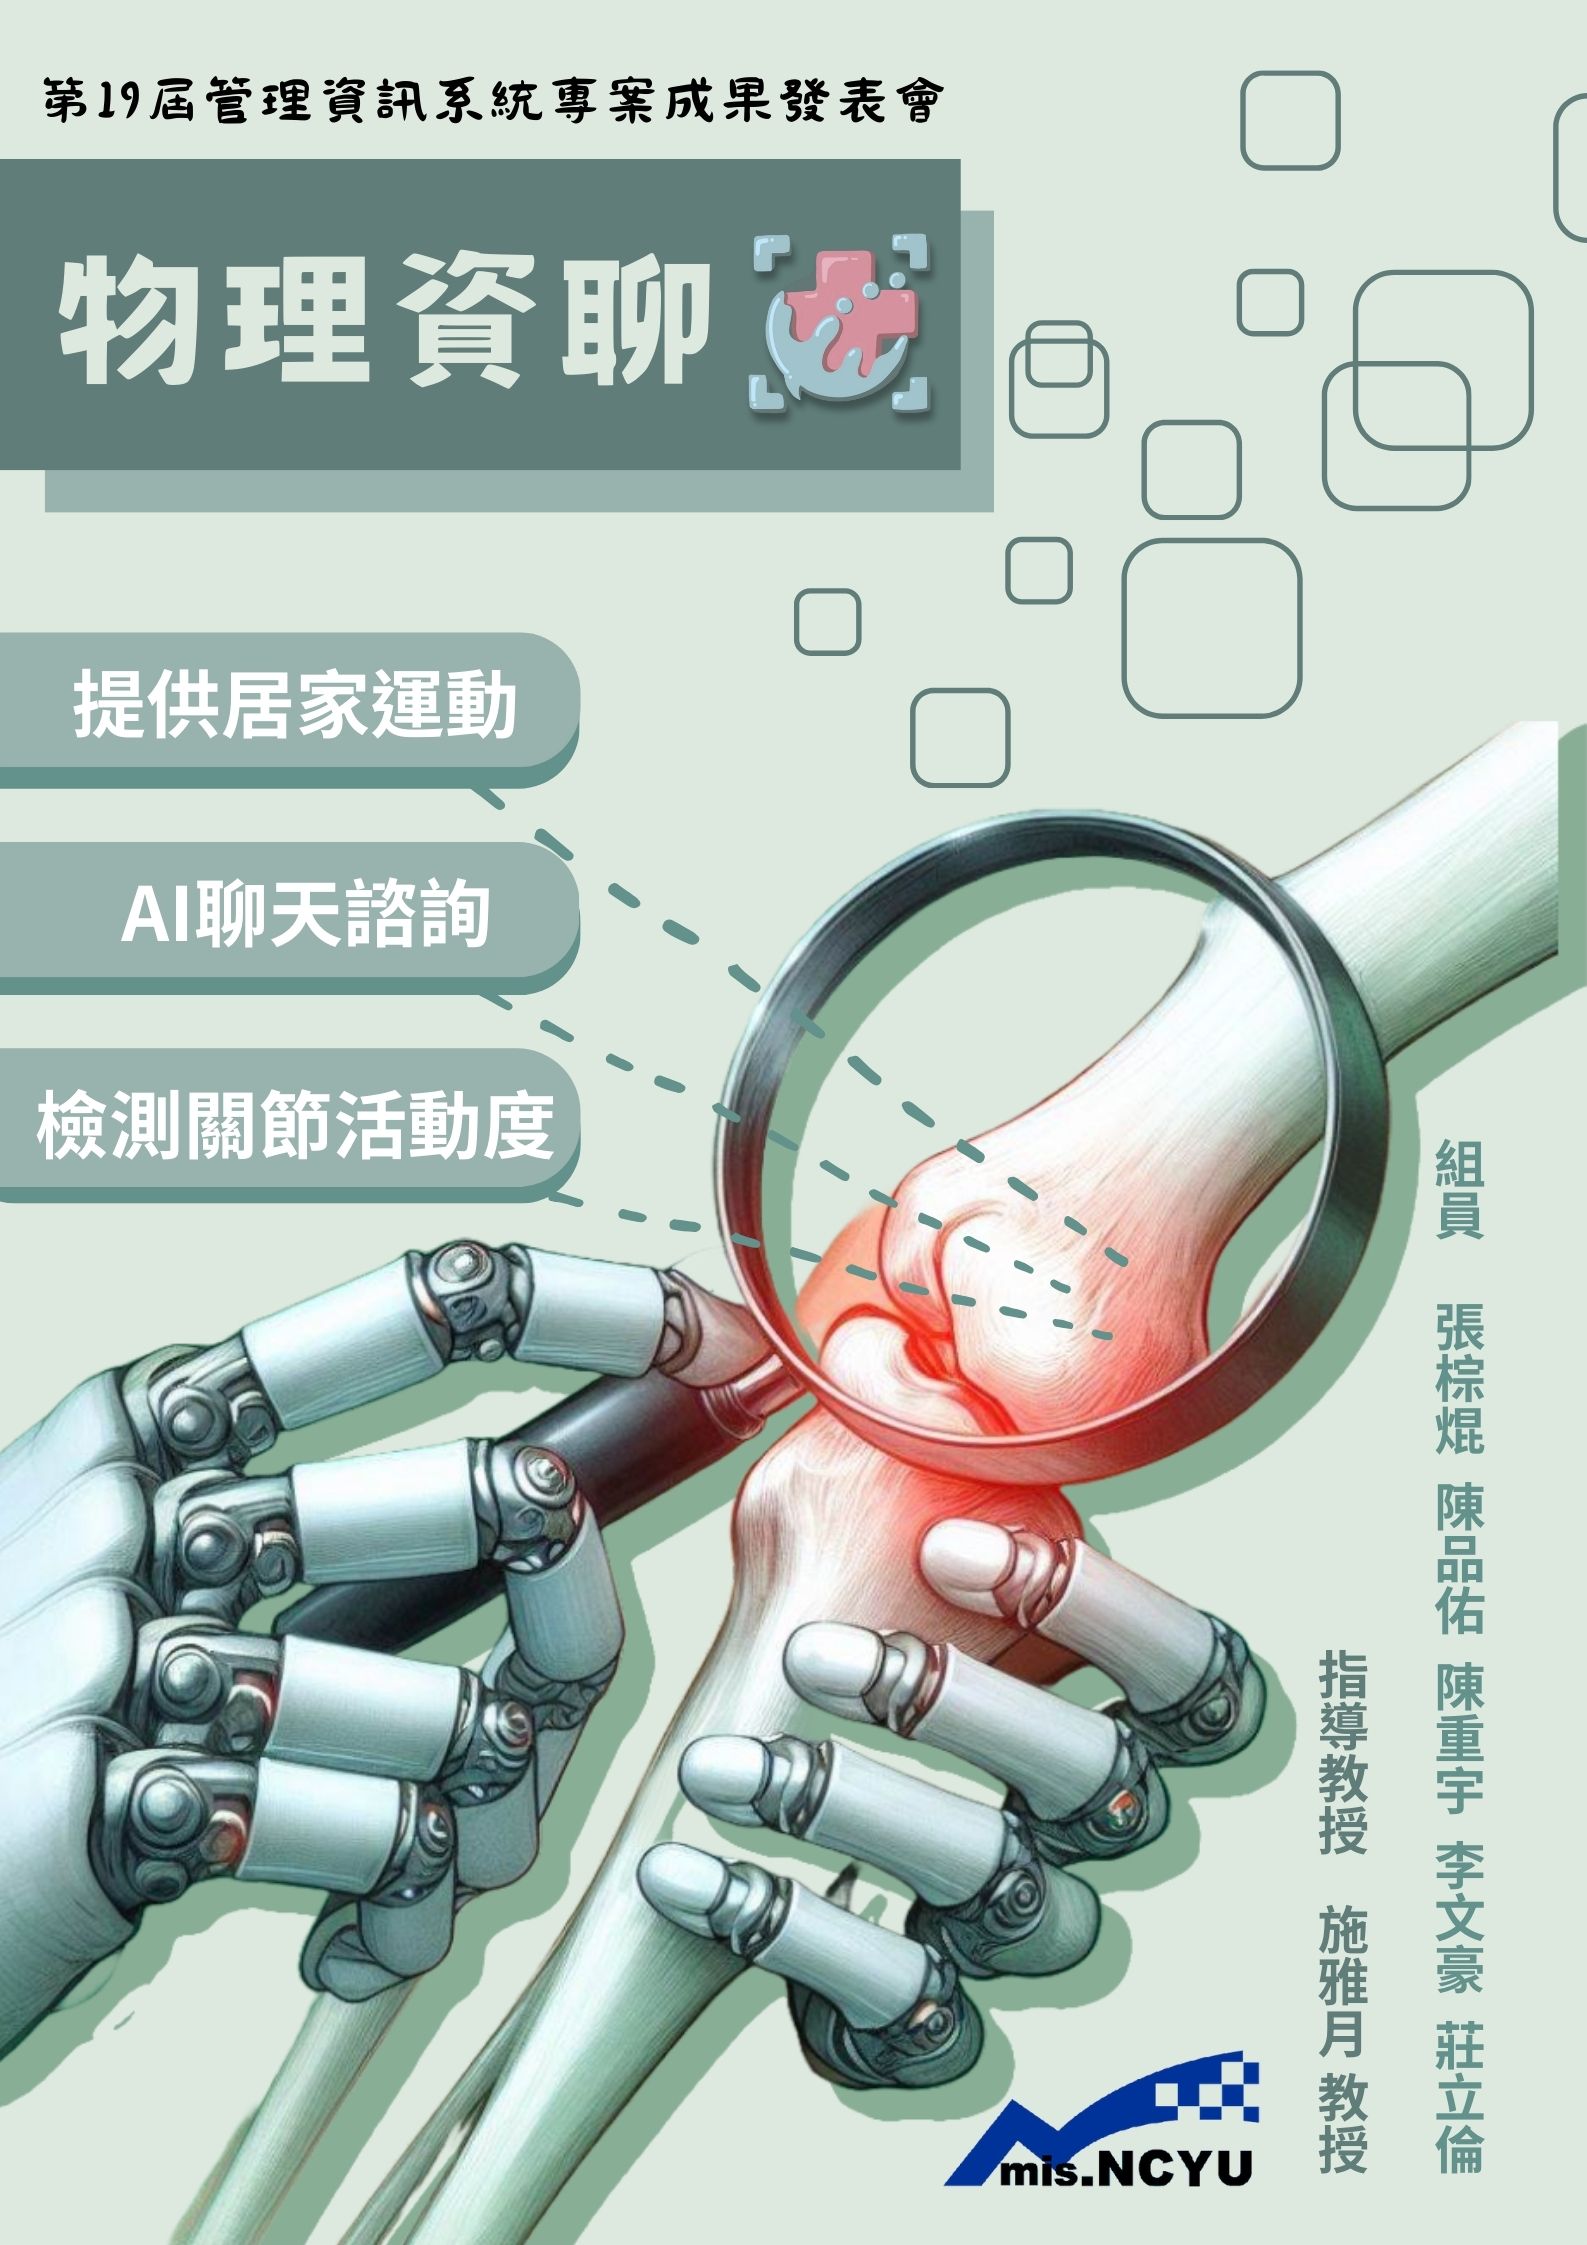 第19屆管理資訊系統專案成果發表會
物理資聊
提供居家運動
AI聊天諮詢
檢測關節活動度
組員 張棕焜 陳品佑 陳重宇 李文豪 莊立倫
指導教授 施雅月 教授
mis.NCYU